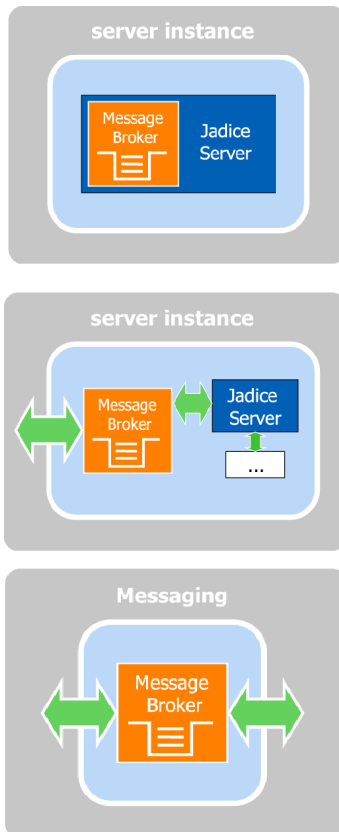 server instance
Message
Broker
Jadice
Server
server instance
Message
Broker
Jadice
Server
...
Messaging
Message
Broker